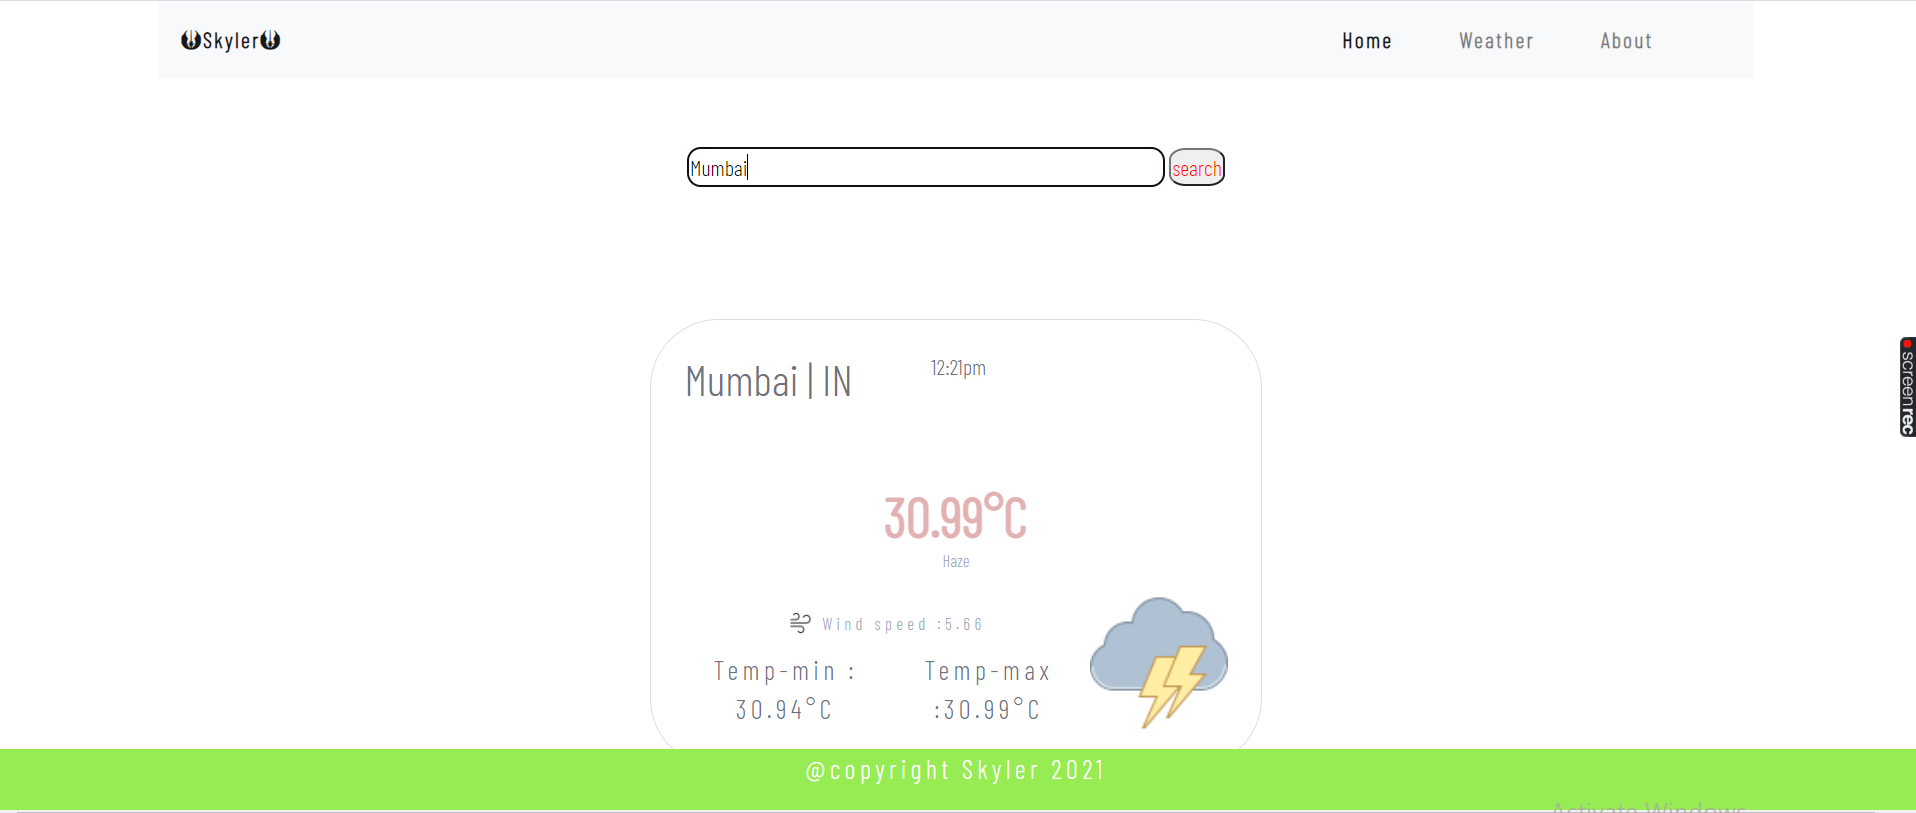 Skyler
Home Weather About
Mumbai search
Mumbai | IN 12:21pm
30.99°C
Haze
Wind speed :5.66
Temp-min : Temp-max
30.94°C :30.99°C
@copyright Skyler 2021
Activate Windows
screenrec